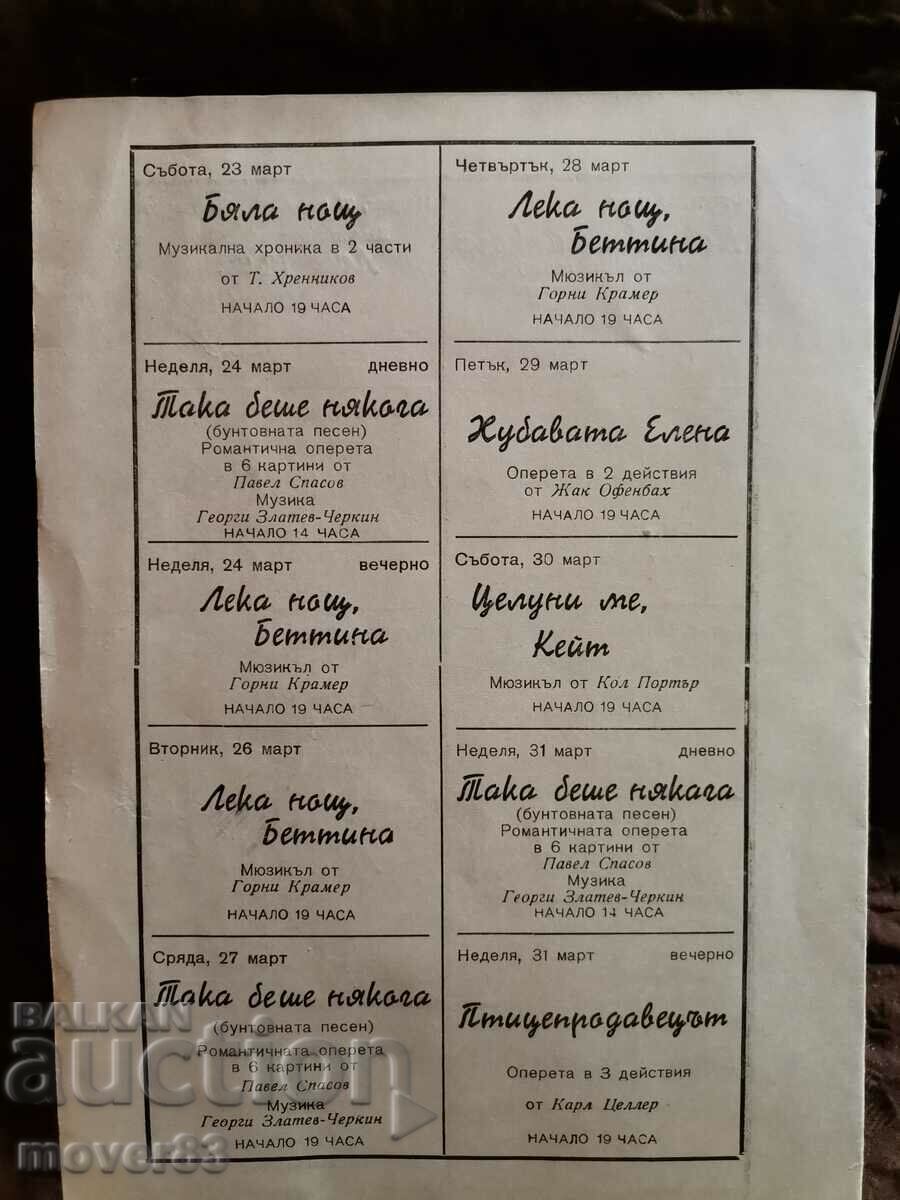 Събота, 23 март
Бяла нощ
Музикална хроника в 2 части
от Т. Хренников
НАЧАЛО 19 ЧАСА
Неделя, 24 март дневно
Така беше някога
(бунтовната песен)
Романтична оперета
в 6 картини от
Павел Спасов
Музика
Георги Златев-Черкин
НАЧАЛО 14 ЧАСА
Неделя, 24 март вечерно
Лека нощ,
Беттина
Мюзикъл от
Горни Крамер
НАЧАЛО 19 ЧАСА
Вторник, 26 март
Лека нощ,
Беттина
Мюзикъл от
Горни Крамер
НАЧАЛО 19 ЧАСА
Сряда, 27 март
Така беше някога
(бунтовната песен)
Романтичната оперета
в 6 картини от
Павел Спасов
Музика
Георги Златев-Черкин
НАЧАЛО 19 ЧАСА
Четвъртък, 28 март
Лека нощ,
Беттина
Мюзикъл от
Горни Крамер
НАЧАЛО 19 ЧАСА
Петък, 29 март
Хубавата Елена
Оперета в 2 действия
от Жак Офенбах
НАЧАЛО 19 ЧАСА
Събота, 30 март
Целуни ме,
Кейт
Мюзикъл от Кол Портър
НАЧАЛО 19 ЧАСА
Неделя, 31 март дневно
Така беше някага
(бунтовната песен)
Романтичната оперета
в 6 картини от
Павел Спасов
Музика
Георги Златев-Черкин
НАЧАЛО 14 ЧАСА
Неделя, 31 март вечерно
Птицепродавецът
Оперета в 3 действия
от Карл Целлер
НАЧАЛО 19 ЧАСА
BALKAN
auction
mover83